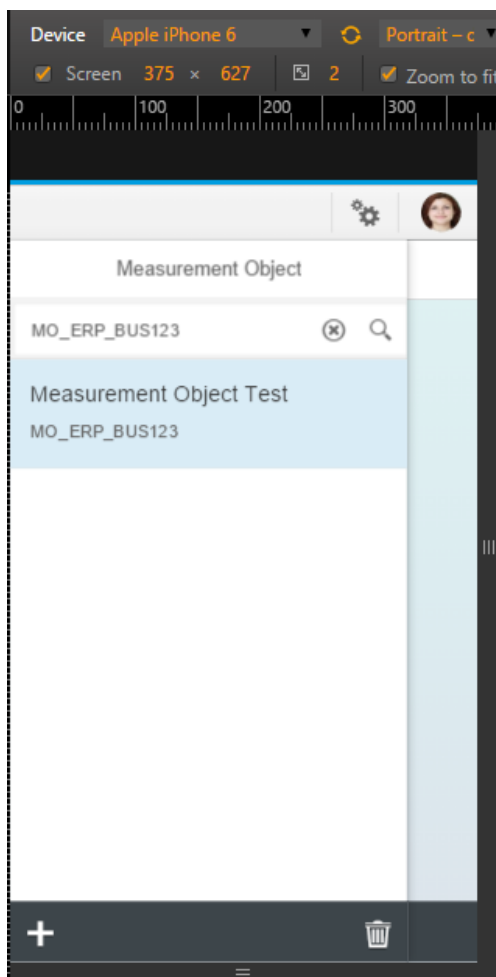 Device Apple iPhone 6 Portrait – c
Screen 375 × 627 2 Zoom to fit
0 100 200 300
Measurement Object
MO_ERP_BUS123
Measurement Object Test
MO_ERP_BUS123